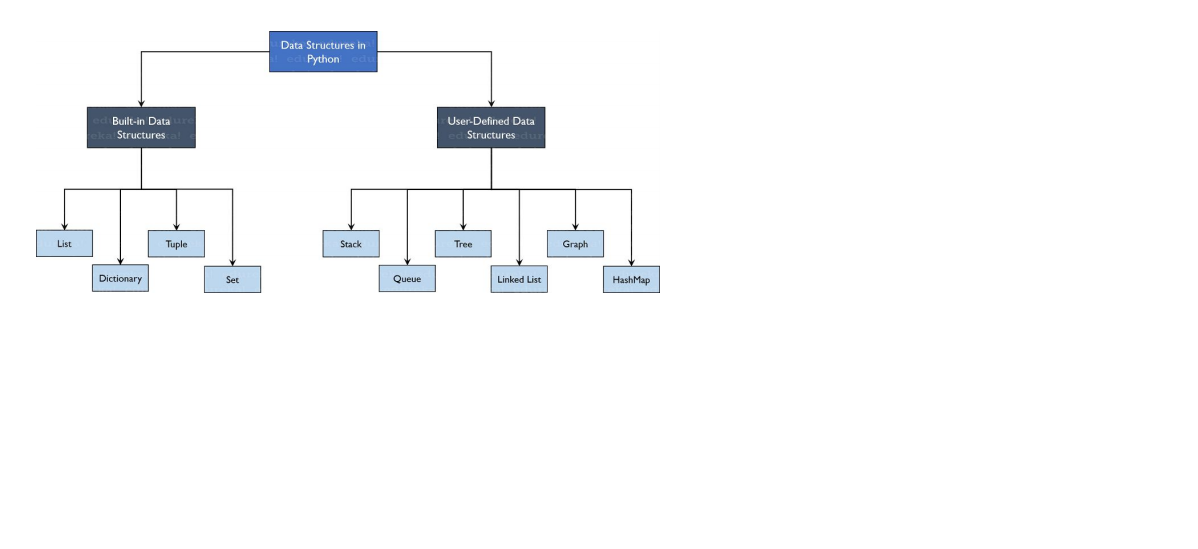 Data Structures in
Python
Built-in Data
Structures
User-Defined Data
Structures
List
Tuple
Dictionary
Set
Stack
Tree
Graph
Queue
Linked List
HashMap